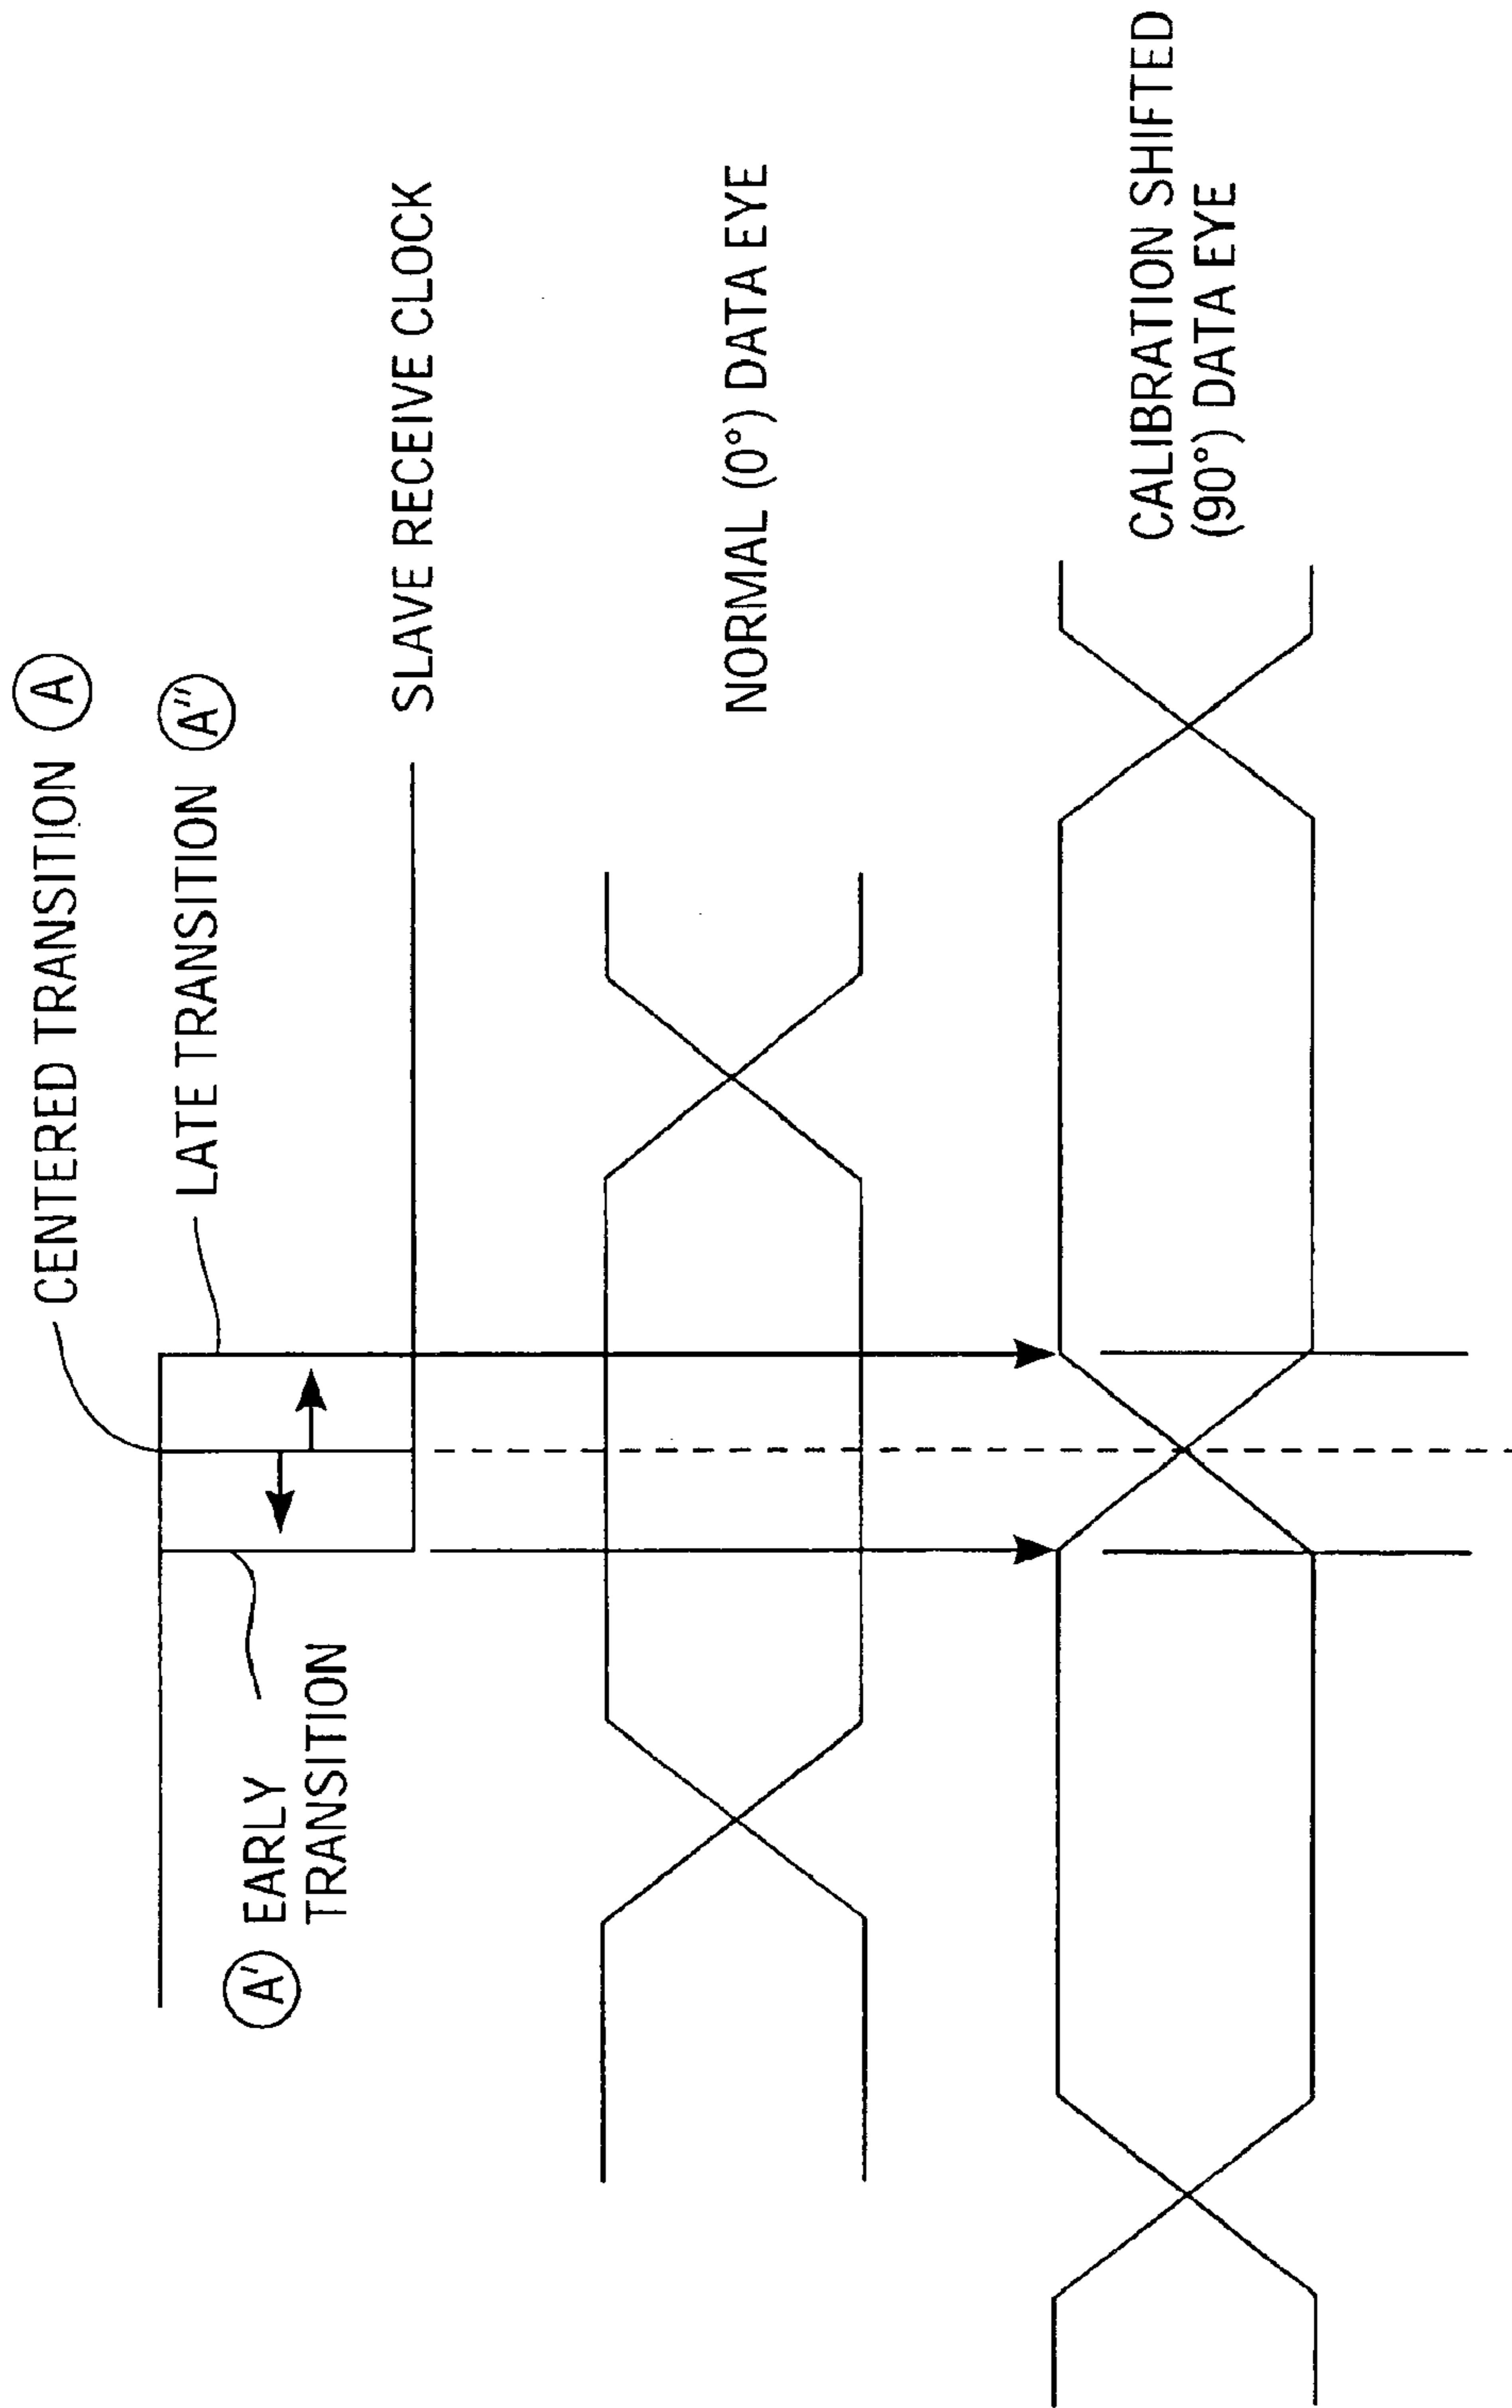 CENTERED TRANSITION A
LATE TRANSITION A''
A' EARLY
TRANSITION
SLAVE RECEIVE CLOCK
NORMAL (0°) DATA EYE
CALIBRATION SHIFTED
(90°) DATA EYE